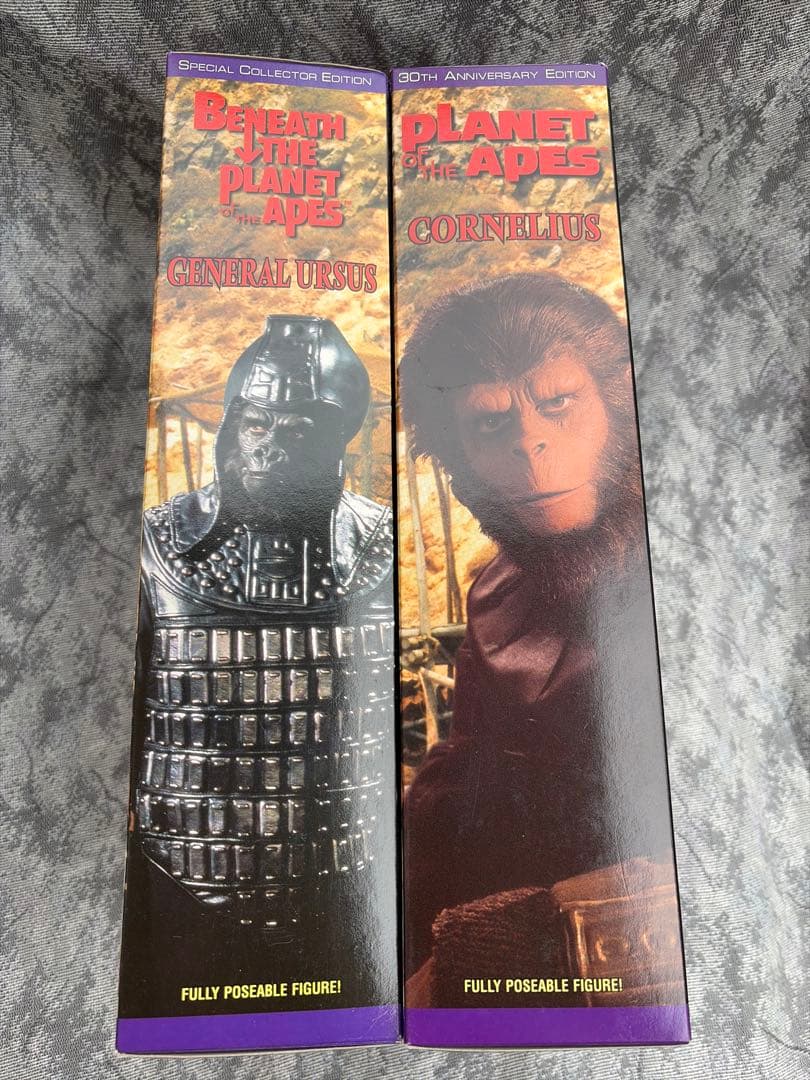 SPECIAL COLLECTOR EDITION
BENEATH
THE
PLANET
OF THE APES™
GENERAL URSUS
FULLY POSEABLE FIGURE!
30TH ANNIVERSARY EDITION
PLANET
OF THE APES
CORNELIUS
FULLY POSEABLE FIGURE!